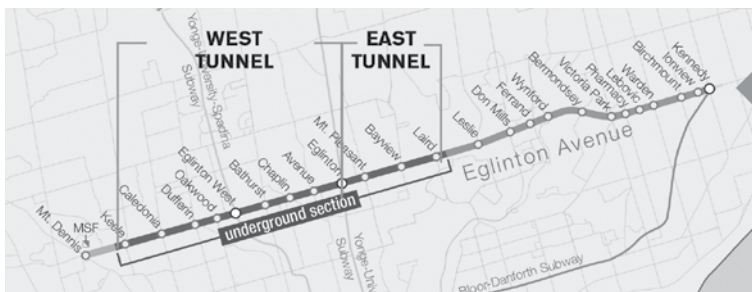 WEST
TUNNEL
EAST
TUNNEL
Yonge-University-Spadina
Subway
Mt. Dennis
MSF
Keele
Caledonia
Dufferin
Oakwood
Eglinton West
Bathurst
Chaplin
Avenue
Eglinton
Mt. Pleasant
Bayview
Laird
Leslie
Don Mills
Ferrand
Wynford
Bermondsey
Victoria Park
Pharmacy
Lebovic
Warden
Birchmount
Ionview
Kennedy
Eglinton Avenue
underground section
Yonge-Univ
Subway
Bloor-Danforth Subway